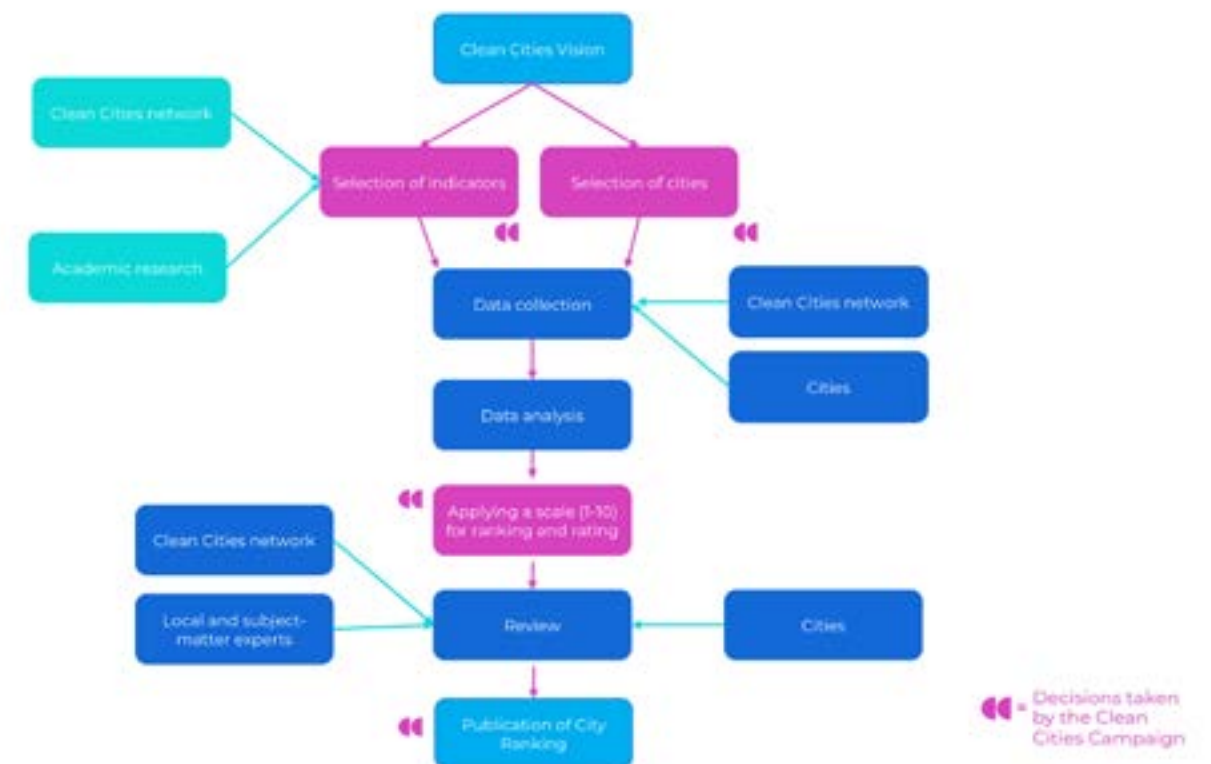 Clean Cities Vision
Clean Cities network
Selection of indicators
Selection of cities
Academic research
Data collection
Clean Cities network
Cities
Data analysis
Applying a scale (1-10)
for ranking and rating
Clean Cities network
Local and subject-
matter experts
Review
Cities
Publication of City
Ranking
= Decisions taken
by the Clean
Cities Campaign